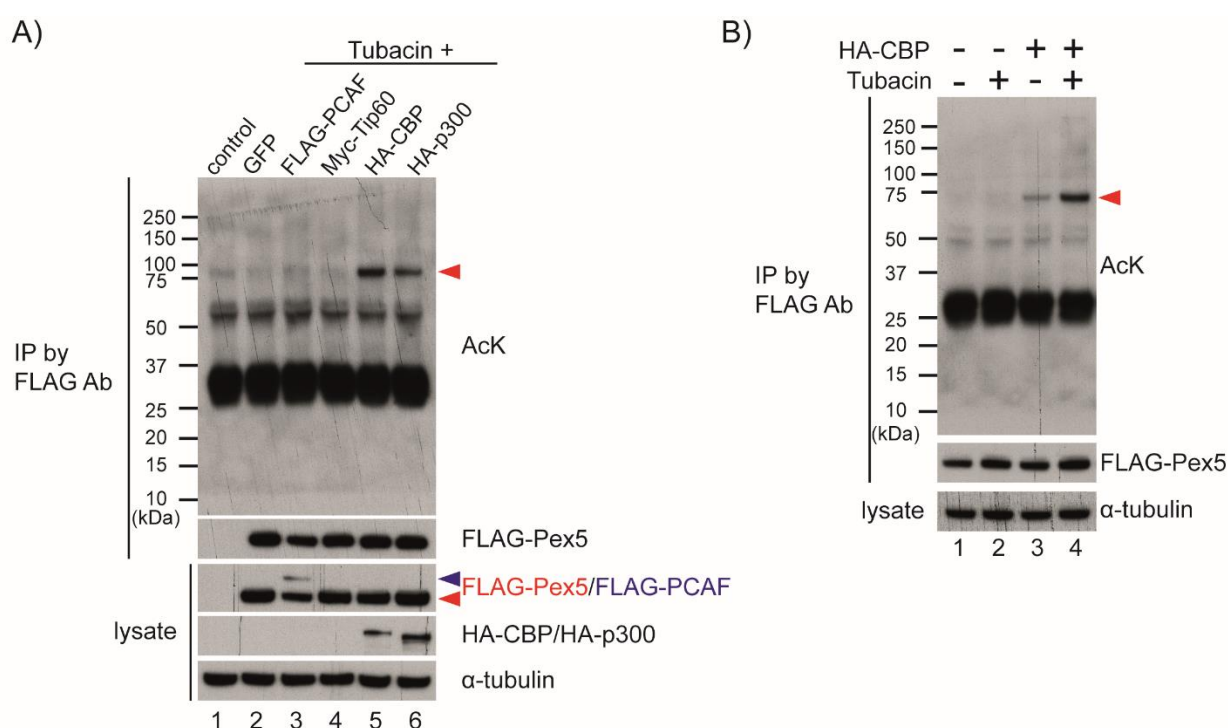 A)
Tubacin +
control
GFP
FLAG-PCAF
Myc-Tip60
HA-CBP
HA-p300
250
150
100
75
50
37
25
20
15
10
(kDa)
IP by
FLAG Ab
AcK
FLAG-Pex5
FLAG-Pex5/FLAG-PCAF
HA-CBP/HA-p300
α-tubulin
lysate
1 2 3 4 5 6
B)
HA-CBP - - + +
Tubacin - + - +
250
150
100
75
50
37
25
20
15
10
(kDa)
IP by
FLAG Ab
AcK
FLAG-Pex5
lysate
α-tubulin
1 2 3 4